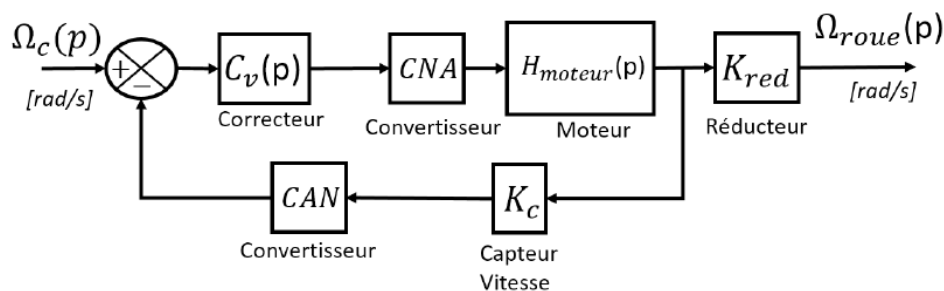 Ω_c(p)
[rad/s]
+
−
C_v(p)
Correcteur
CNA
Convertisseur
H_moteur(p)
Moteur
K_red
Réducteur
Ω_roue(p)
[rad/s]
CAN
Convertisseur
K_c
Capteur
Vitesse